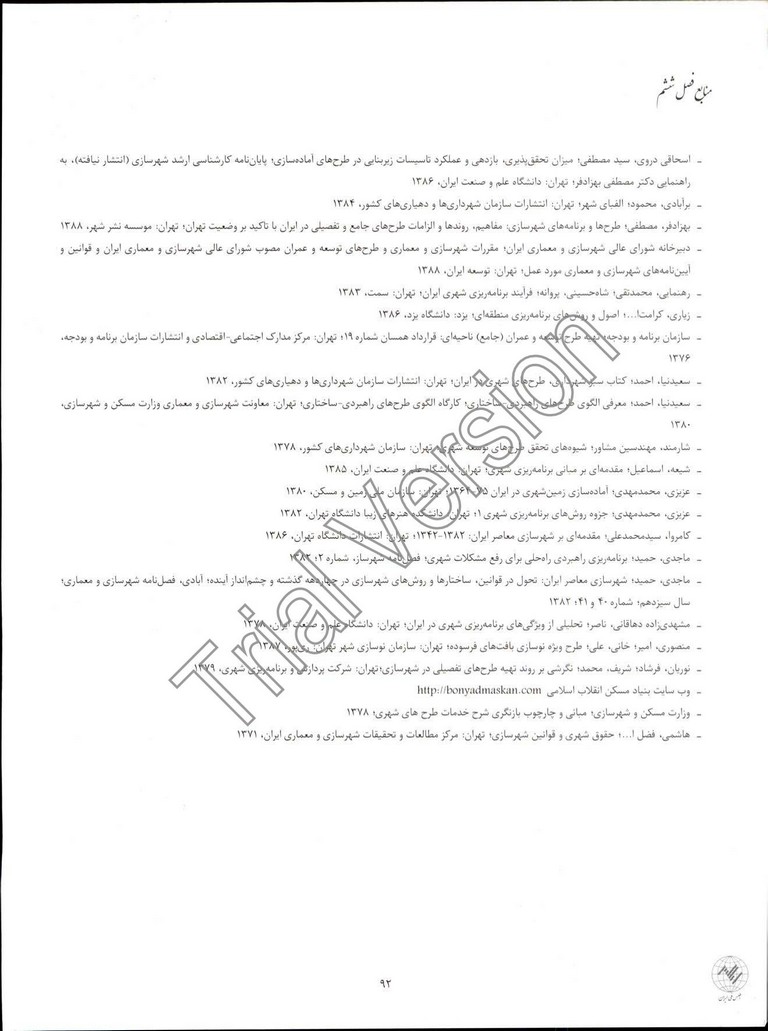 منابع فصل ششم
ـ اسحاقی دروی، سید مصطفی؛ میزان تحقق‌پذیری، بازدهی و عملکرد تاسیسات زیربنایی در طرح‌های آماده‌سازی؛ پایان‌نامه کارشناسی ارشد شهرسازی (انتشار نیافته)، به
راهنمایی دکتر مصطفی بهزادفر؛ تهران: دانشگاه علم و صنعت ایران، ۱۳۸۶
ـ برآبادی، محمود؛ الفبای شهر؛ تهران: انتشارات سازمان شهرداری‌ها و دهیاری‌های کشور، ۱۳۸۴
ـ بهزادفر، مصطفی؛ طرح‌ها و برنامه‌های شهرسازی: مفاهیم، روندها و الزامات طرح‌های جامع و تفصیلی در ایران با تاکید بر وضعیت تهران؛ تهران: موسسه نشر شهر، ۱۳۸۸
ـ دبیرخانه شورای عالی شهرسازی و معماری ایران؛ مقررات شهرسازی و معماری و طرح‌های توسعه و عمران مصوب شورای عالی شهرسازی و معماری ایران و قوانین و
آیین‌نامه‌های شهرسازی و معماری مورد عمل؛ تهران: توسعه ایران، ۱۳۸۸
ـ رهنمایی، محمدتقی؛ شاه‌حسینی، پروانه؛ فرآیند برنامه‌ریزی شهری ایران؛ تهران: سمت، ۱۳۸۳
ـ زیاری، کرامت‌ا...؛ اصول و روش‌های برنامه‌ریزی منطقه‌ای؛ یزد: دانشگاه یزد، ۱۳۸۶
ـ سازمان برنامه و بودجه؛ تهیه طرح توسعه و عمران (جامع) ناحیه‌ای: قرارداد همسان شماره ۱۹؛ تهران: مرکز مدارک اجتماعی-اقتصادی و انتشارات سازمان برنامه و بودجه،
۱۳۷۶
ـ سعیدنیا، احمد؛ کتاب سبز شهرداری، طرح‌های شهری در ایران؛ تهران: انتشارات سازمان شهرداری‌ها و دهیاری‌های کشور، ۱۳۸۲
ـ سعیدنیا، احمد؛ معرفی الگوی طرح‌های راهبردی-ساختاری؛ کارگاه الگوی طرح‌های راهبردی-ساختاری؛ تهران: معاونت شهرسازی و معماری وزارت مسکن و شهرسازی،
۱۳۸۰
ـ شارمند، مهندسین مشاور؛ شیوه‌های تحقق طرح‌های توسعه شهری؛ تهران: سازمان شهرداری‌های کشور، ۱۳۷۸
ـ شیعه، اسماعیل؛ مقدمه‌ای بر مبانی برنامه‌ریزی شهری؛ تهران: دانشگاه علم و صنعت ایران، ۱۳۸۵
ـ عزیزی، محمدمهدی؛ آماده‌سازی زمین‌شهری در ایران ۷۵-۱۳۶۴؛ تهران: سازمان ملی زمین و مسکن، ۱۳۸۰
ـ عزیزی، محمدمهدی؛ جزوه روش‌های برنامه‌ریزی شهری ۱؛ تهران: دانشکده هنرهای زیبا دانشگاه تهران، ۱۳۸۲
ـ کامروا، سیدمحمدعلی؛ مقدمه‌ای بر شهرسازی معاصر ایران: ۱۳۸۲-۱۳۴۲؛ تهران: انتشارات دانشگاه تهران، ۱۳۸۶
ـ ماجدی، حمید؛ برنامه‌ریزی راهبردی راه‌حلی برای رفع مشکلات شهری؛ فصل‌نامه شهرساز، شماره ۲؛ ۱۳۸۲
ـ ماجدی، حمید؛ شهرسازی معاصر ایران: تحول در قوانین، ساختارها و روش‌های شهرسازی در چهاردهه گذشته و چشم‌انداز آینده؛ آبادی، فصل‌نامه شهرسازی و معماری؛
سال سیزدهم؛ شماره ۴۰ و ۴۱؛ ۱۳۸۲
ـ مشهدی‌زاده دهاقانی، ناصر؛ تحلیلی از ویژگی‌های برنامه‌ریزی شهری در ایران؛ تهران: دانشگاه علم و صنعت ایران، ۱۳۷۸
ـ منصوری، امیر؛ خانی، علی؛ طرح ویژه نوسازی بافت‌های فرسوده؛ تهران: سازمان نوسازی شهر تهران: ری‌پور، ۱۳۸۷
ـ نوریان، فرشاد؛ شریف، محمد؛ نگرشی بر روند تهیه طرح‌های تفصیلی در شهرسازی؛تهران: شرکت پردازش و برنامه‌ریزی شهری، ۱۳۷۹
ـ وب سایت بنیاد مسکن انقلاب اسلامی http://bonyadmaskan.com
ـ وزارت مسکن و شهرسازی؛ مبانی و چارچوب بازنگری شرح خدمات طرح های شهری؛ ۱۳۷۸
ـ هاشمی، فضل ا...؛ حقوق شهری و قوانین شهرسازی؛ تهران: مرکز مطالعات و تحقیقات شهرسازی و معماری ایران، ۱۳۷۱
Trial Version
۹۲